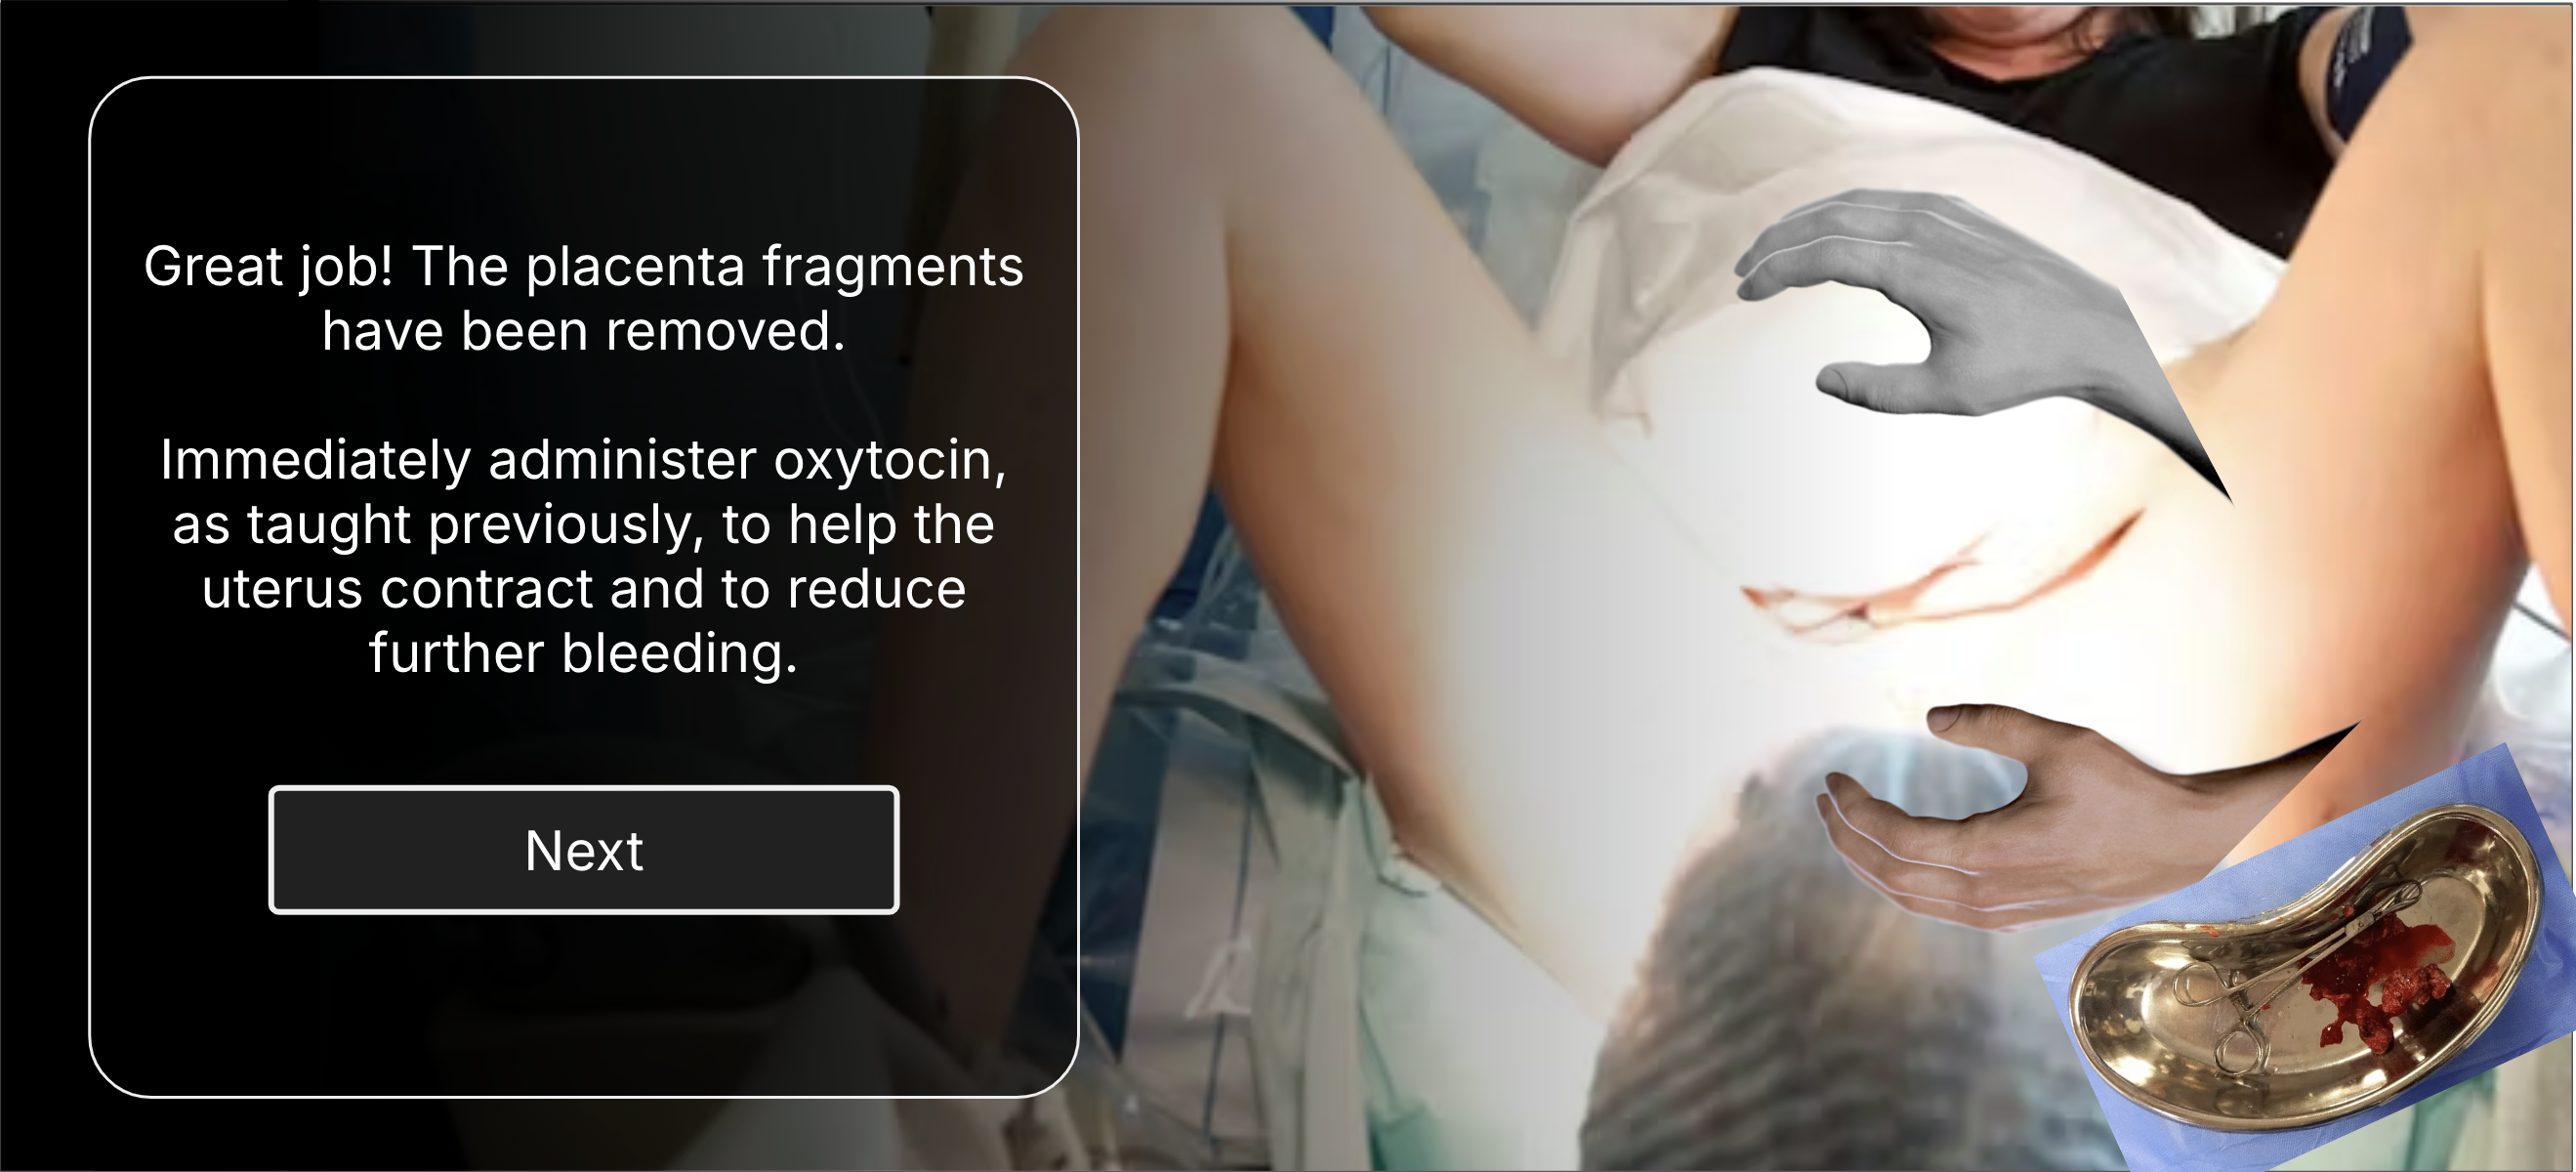 Great job! The placenta fragments
have been removed.
Immediately administer oxytocin,
as taught previously, to help the
uterus contract and to reduce
further bleeding.
Next